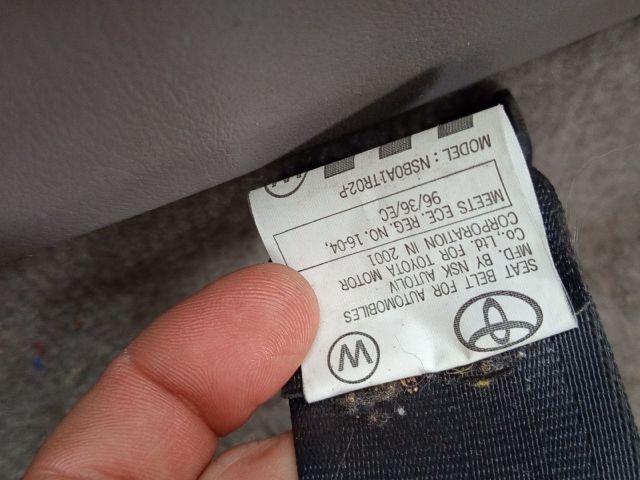 W
SEAT BELT FOR AUTOMOBILES
MFD. BY NSK AUTOLIV
Co., Ltd. FOR TOYOTA MOTOR
CORPORATION IN 2001
MEETS ECE. REG. NO. 16-04,
96/36/EC
MODEL : NSB0A1TR02-P